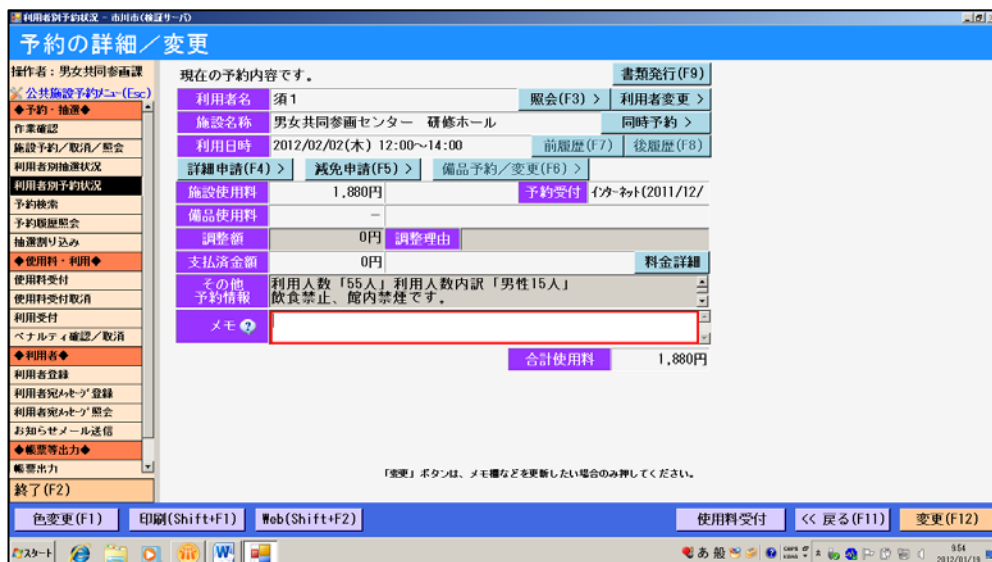 利用者別予約状況 - 市川市(検証サーバ)
予約の詳細／変更
操作者：男女共同参画課
公共施設予約メニュー(Esc)
◆予約・抽選◆
作業確認
施設予約／取消／照会
利用者別抽選状況
利用者別予約状況
予約検索
予約履歴照会
抽選割り込み
◆使用料・利用◆
使用料受付
使用料受付取消
利用受付
ペナルティ確認／取消
◆利用者◆
利用者登録
利用者宛メッセージ登録
利用者宛メッセージ照会
お知らせメール送信
◆帳票等出力◆
帳票出力
終了(F2)
現在の予約内容です。
書類発行(F9)
利用者名 須1 照会(F3) > 利用者変更 >
施設名称 男女共同参画センター 研修ホール 同時予約 >
利用日時 2012/02/02(木) 12:00～14:00 前履歴(F7) 後履歴(F8)
詳細申請(F4) > 減免申請(F5) > 備品予約／変更(F6) >
施設使用料 1,880円 予約受付 インターネット(2011/12/
備品使用料 －
調整額 0円 調整理由
支払済金額 0円 料金詳細
その他予約情報 利用人数「55人」利用人数内訳「男性15人」
飲食禁止、館内禁煙です。
メモ ?
合計使用料 1,880円
「変更」ボタンは、メモ欄などを更新したい場合のみ押してください。
色変更(F1) 印刷(Shift+F1) Web(Shift+F2) 使用料受付 << 戻る(F11) 変更(F12)
スタート あ 般 CAPS KANA 9:54
2012/01/19